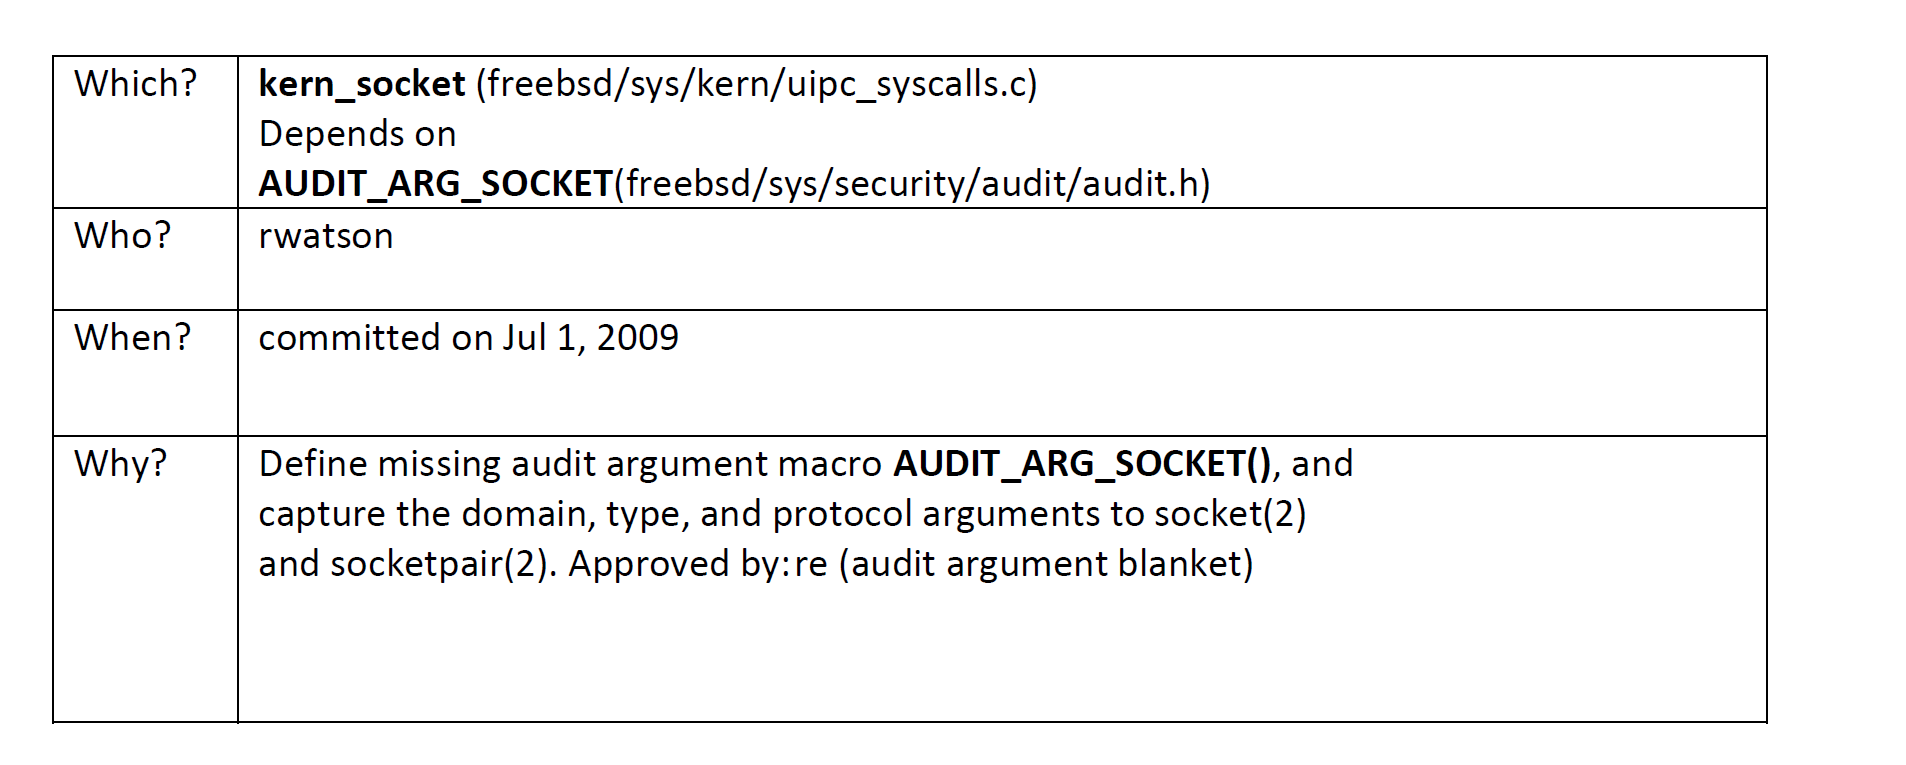 Which?
kern_socket (freebsd/sys/kern/uipc_syscalls.c)
Depends on
AUDIT_ARG_SOCKET(freebsd/sys/security/audit/audit.h)
Who?
rwatson
When?
committed on Jul 1, 2009
Why?
Define missing audit argument macro AUDIT_ARG_SOCKET(), and
capture the domain, type, and protocol arguments to socket(2)
and socketpair(2). Approved by:re (audit argument blanket)